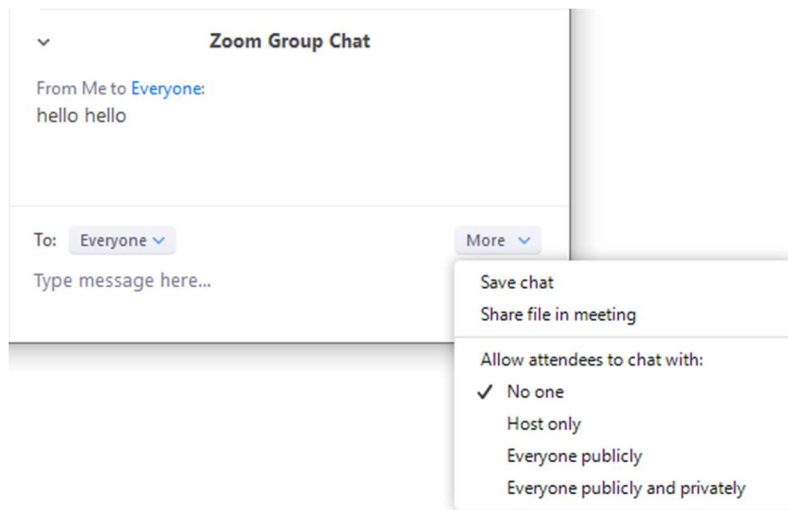 Zoom Group Chat
From Me to Everyone:
hello hello
To: Everyone More
Type message here...
Save chat
Share file in meeting
Allow attendees to chat with:
✓ No one
Host only
Everyone publicly
Everyone publicly and privately